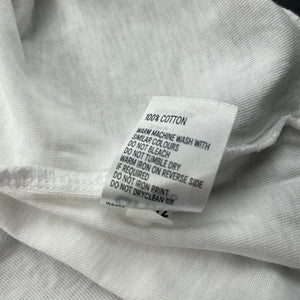 100% COTTON
WARM MACHINE WASH WITH
SIMILAR COLOURS
DO NOT BLEACH
DO NOT TUMBLE DRY
WARM IRON ON REVERSE SIDE
IF REQUIRED
DO NOT IRON PRINT
DO NOT DRYCLEAN